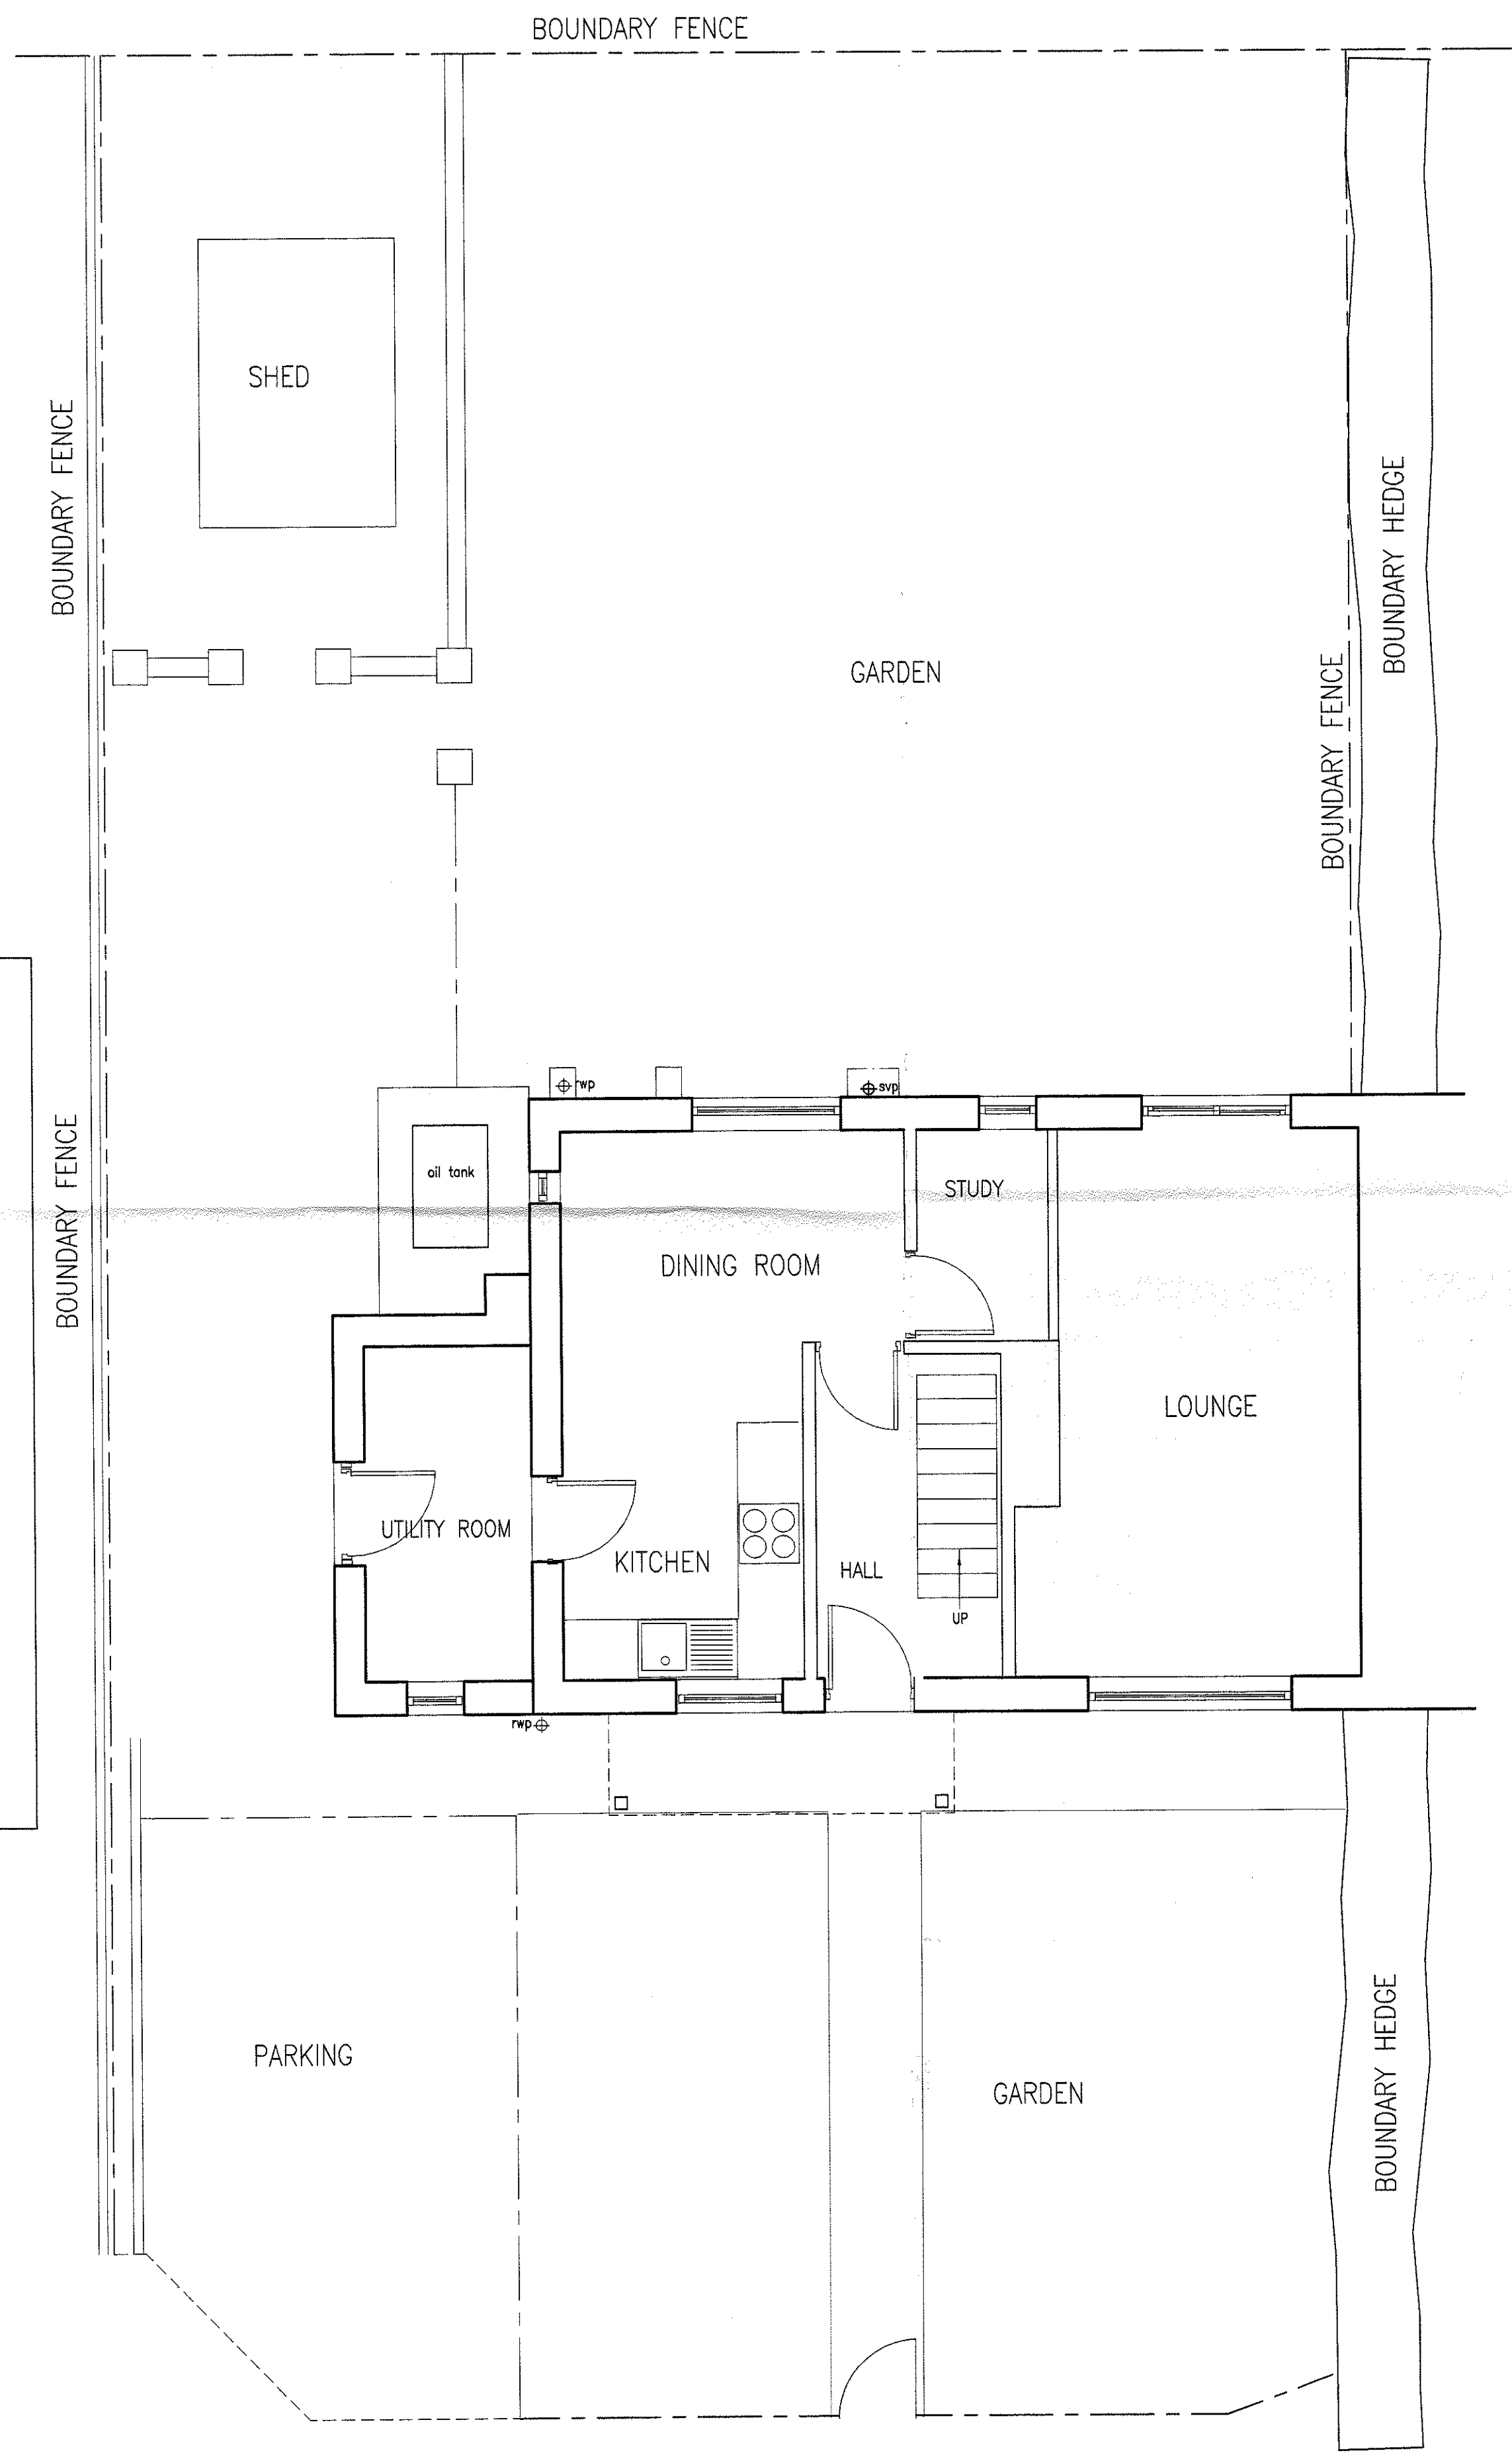 BOUNDARY FENCE
SHED
BOUNDARY FENCE
BOUNDARY HEDGE
GARDEN
BOUNDARY FENCE
rwp
svp
oil tank
STUDY
BOUNDARY FENCE
DINING ROOM
LOUNGE
UTILITY ROOM
KITCHEN
HALL
UP
rwp
PARKING
GARDEN
BOUNDARY HEDGE